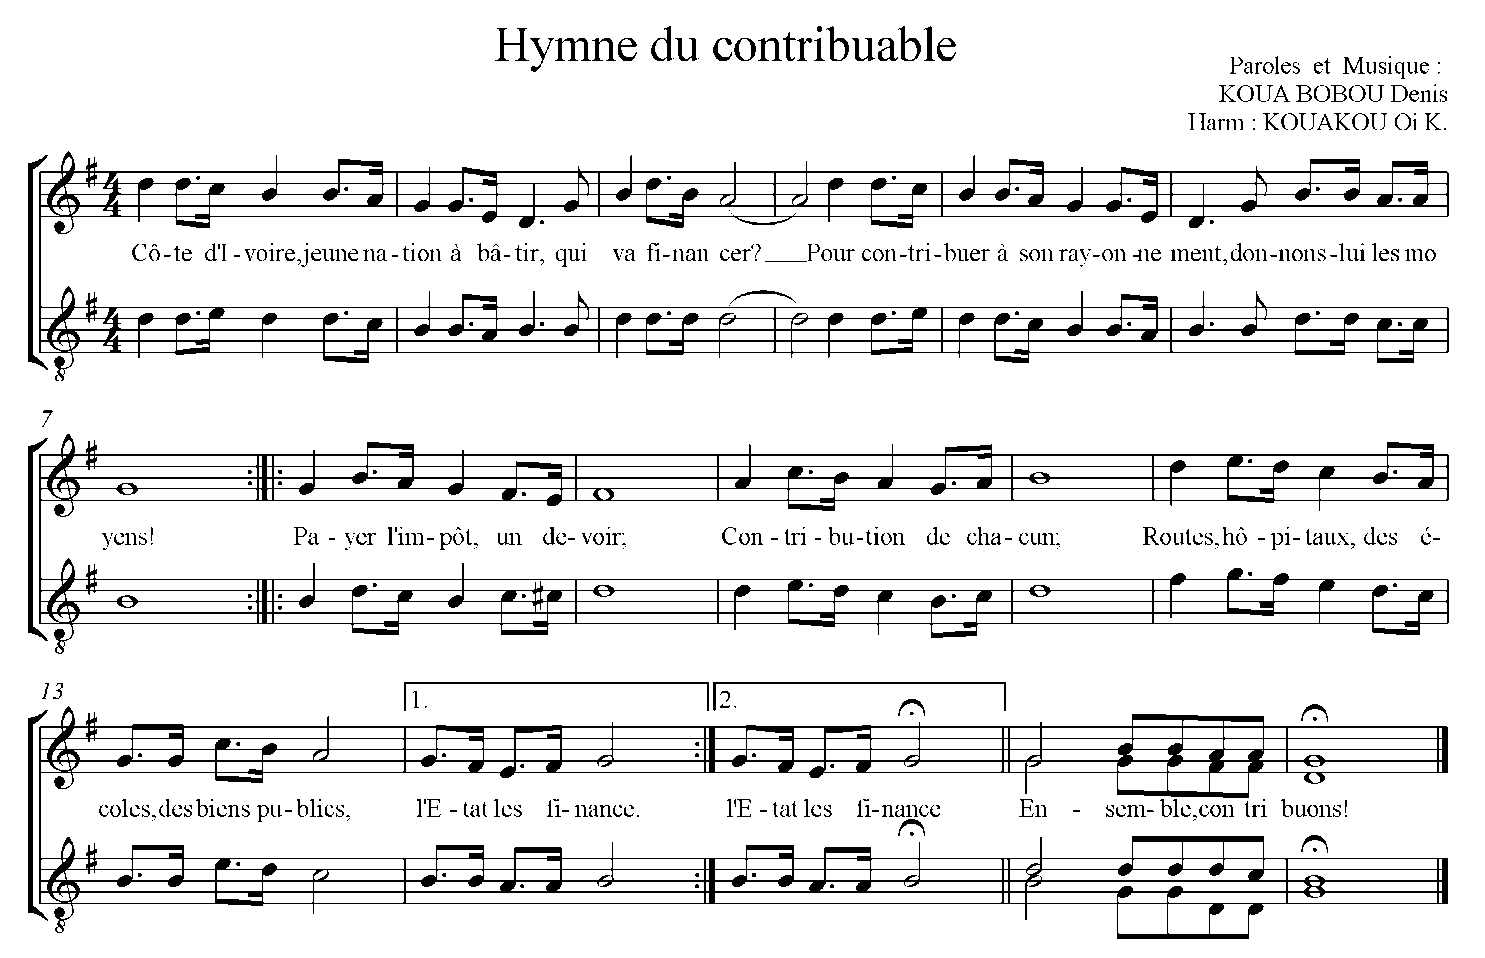 Hymne du contribuable
Paroles et Musique :
KOUA BOBOU Denis
Harm : KOUAKOU Oi K.
Cô-te d'I-voire,jeune na-tion à bâ-tir, qui va fi-nan cer?___Pour con-tri-buer à son ray-on-ne ment,don-nons-lui les mo
8
7
yens! Pa-yer l'im-pôt, un de-voir; Con-tri-bu-tion de cha-cun; Routes,hô-pi-taux, des é-
8
13
1. 2.
coles,des biens pu-blics, l'E-tat les fi-nance. l'E-tat les fi-nance En-sem-ble,con tri buons!
8